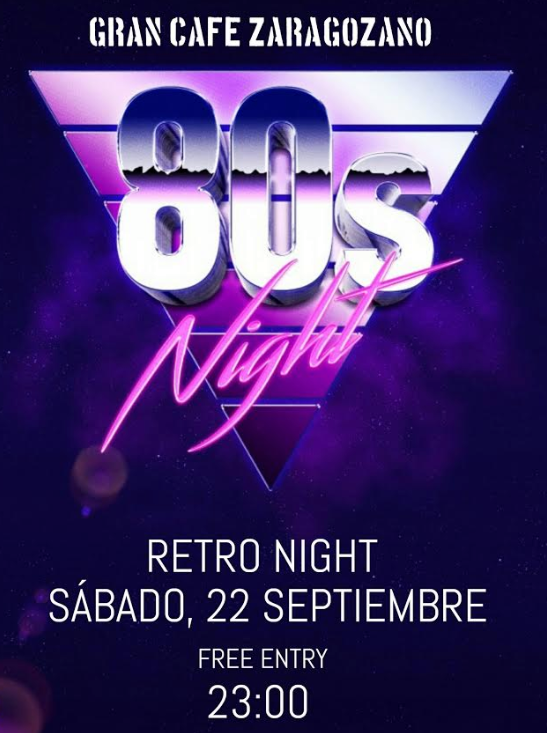 GRAN CAFE ZARAGOZANO
80s
Night
RETRO NIGHT
SÁBADO, 22 SEPTIEMBRE
FREE ENTRY
23:00